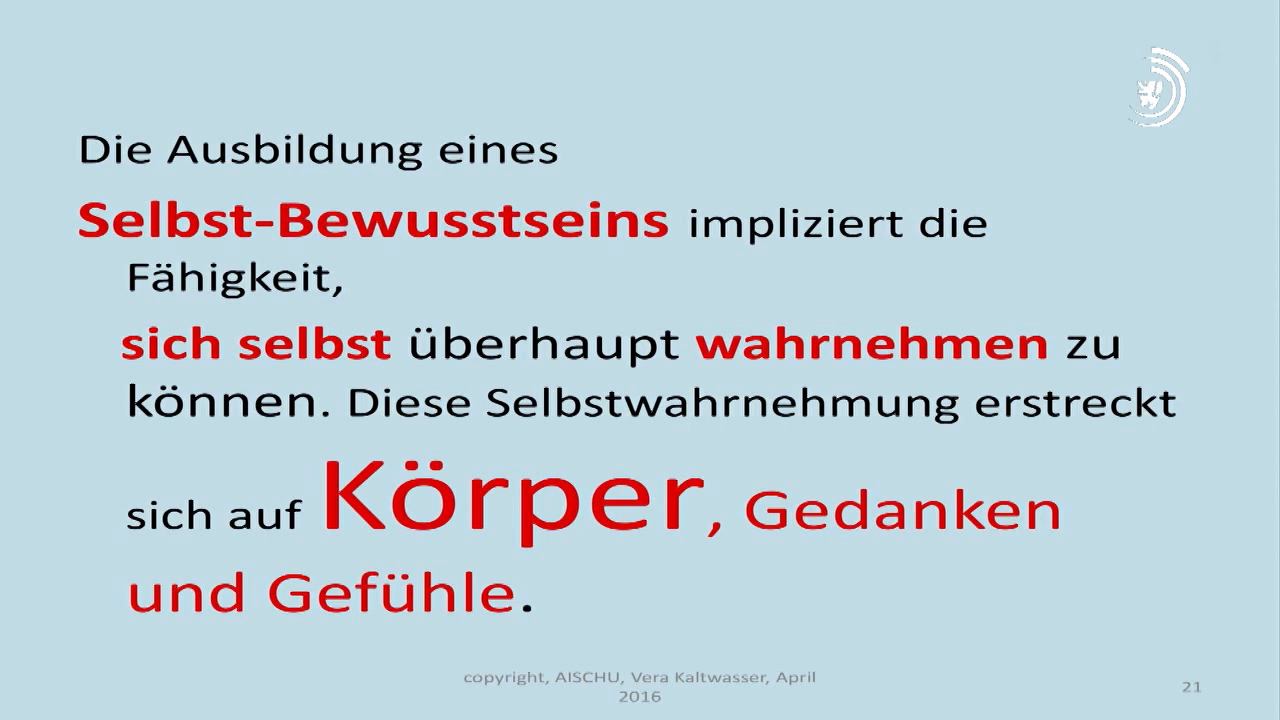 Die Ausbildung eines
Selbst-Bewusstseins impliziert die
Fähigkeit,
sich selbst überhaupt wahrnehmen zu
können. Diese Selbstwahrnehmung erstreckt
sich auf Körper, Gedanken
und Gefühle.
copyright, AISCHU, Vera Kaltwasser, April
2016
21